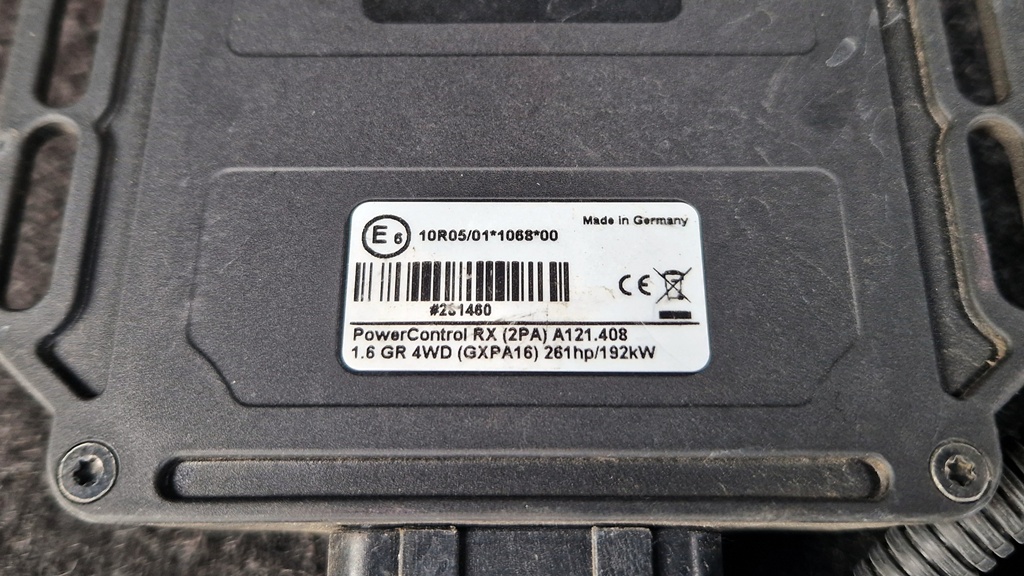 Made in Germany
E6 10R05/01*1068*00
CE
#261460
PowerControl RX (2PA) A121.408
1.6 GR 4WD (GXPA16) 261hp/192kW